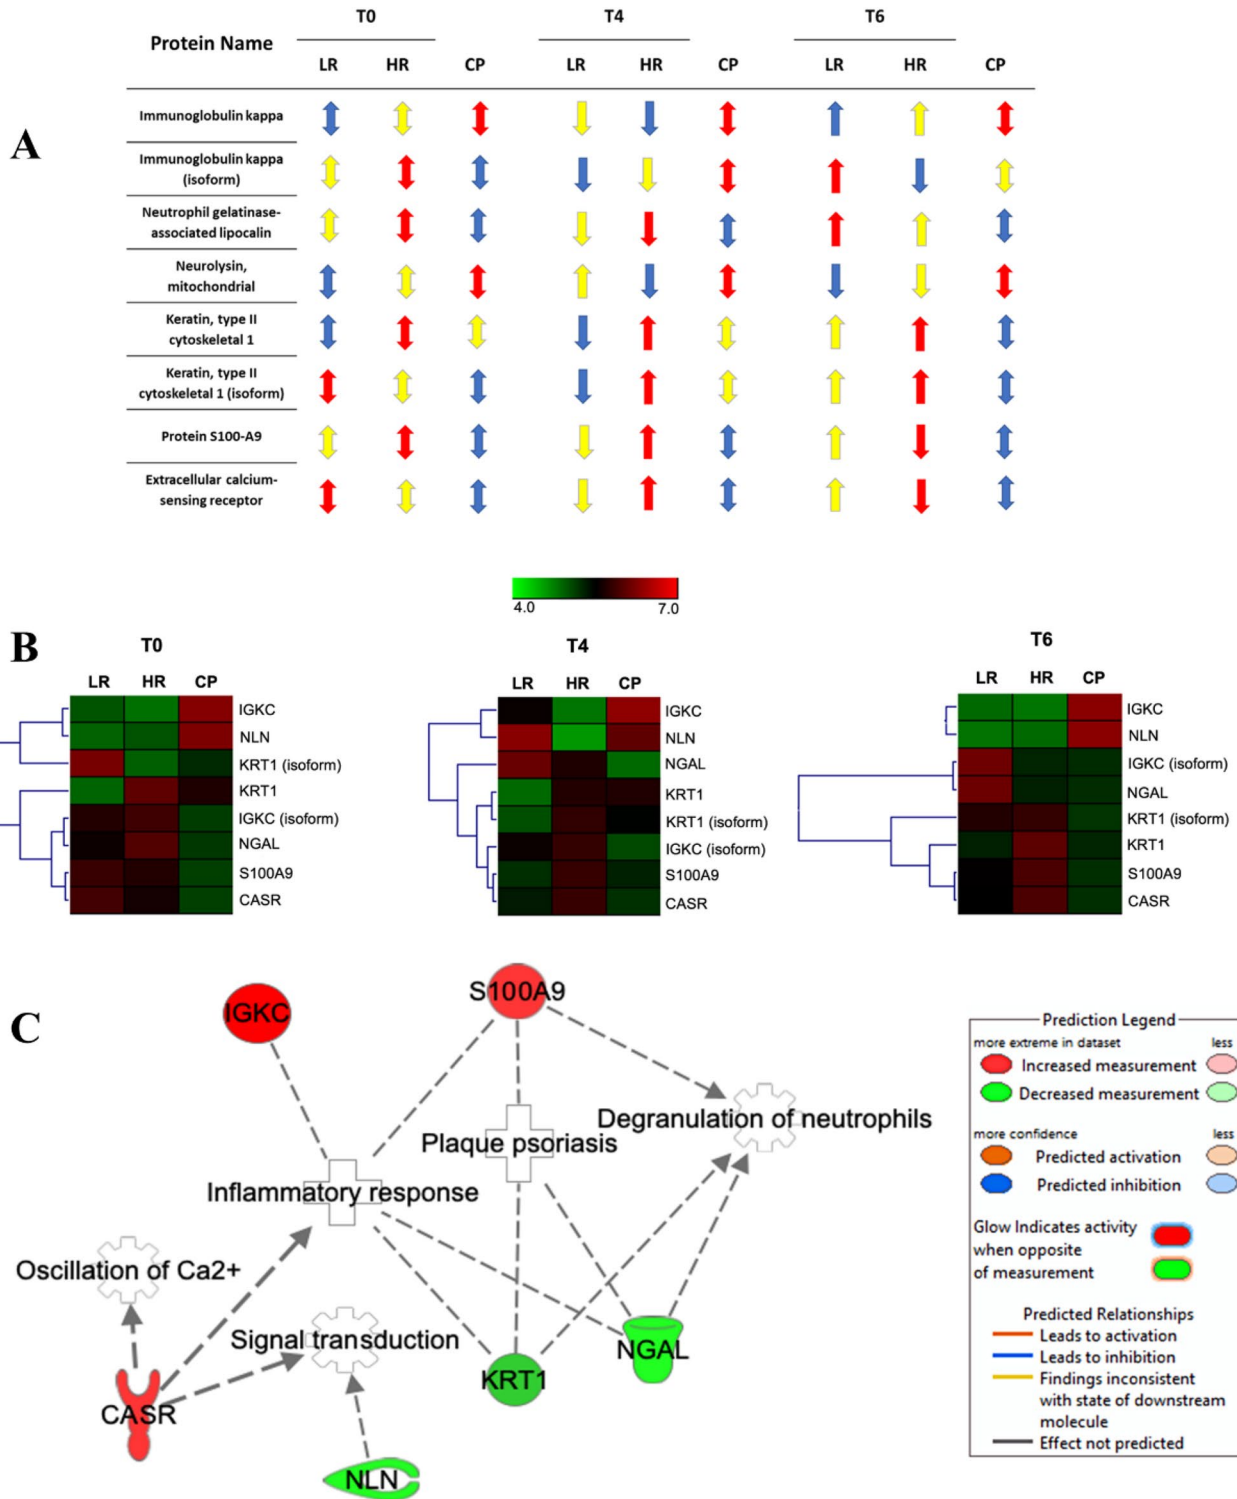 T0 T4 T6
Protein Name
LR HR CP LR HR CP LR HR CP
A
Immunoglobulin kappa
Immunoglobulin kappa
(isoform)
Neutrophil gelatinase-
associated lipocalin
Neurolysin,
mitochondrial
Keratin, type II
cytoskeletal 1
Keratin, type II
cytoskeletal 1 (isoform)
Protein S100-A9
Extracellular calcium-
sensing receptor
4.0 7.0
B
T0
LR HR CP
IGKC
NLN
KRT1 (isoform)
KRT1
IGKC (isoform)
NGAL
S100A9
CASR
T4
LR HR CP
IGKC
NLN
NGAL
KRT1
KRT1 (isoform)
IGKC (isoform)
S100A9
CASR
T6
LR HR CP
IGKC
NLN
IGKC (isoform)
NGAL
KRT1 (isoform)
KRT1
S100A9
CASR
C
IGKC
S100A9
Plaque psoriasis
Degranulation of neutrophils
Inflammatory response
Oscillation of Ca2+
Signal transduction
CASR
NLN
KRT1
NGAL
Prediction Legend
more extreme in dataset less
Increased measurement
Decreased measurement
more confidence less
Predicted activation
Predicted inhibition
Glow Indicates activity
when opposite
of measurement
Predicted Relationships
Leads to activation
Leads to inhibition
Findings inconsistent
with state of downstream
molecule
Effect not predicted